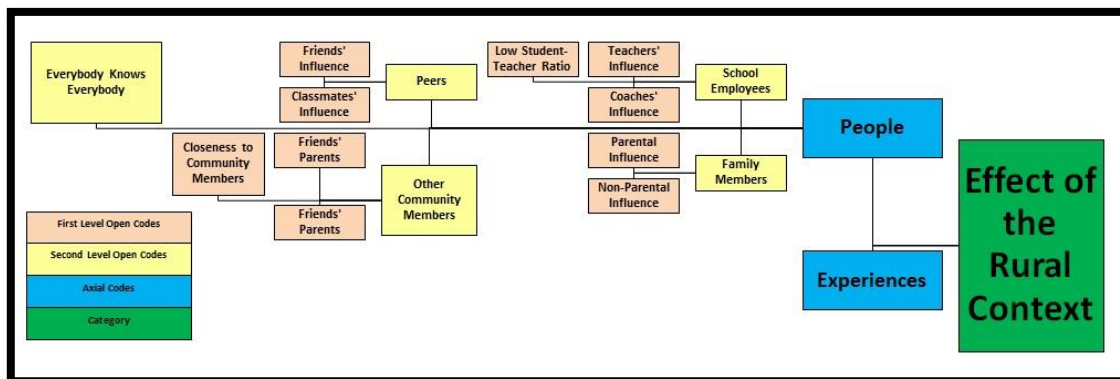 Everybody Knows
Everybody
Friends'
Influence
Classmates'
Influence
Peers
Low Student-
Teacher Ratio
Teachers'
Influence
Coaches'
Influence
School
Employees
People
Closeness to
Community
Members
Friends'
Parents
Friends'
Parents
Other
Community
Members
Parental
Influence
Non-Parental
Influence
Family
Members
Experiences
Effect of
the
Rural
Context
First Level Open Codes
Second Level Open Codes
Axial Codes
Category